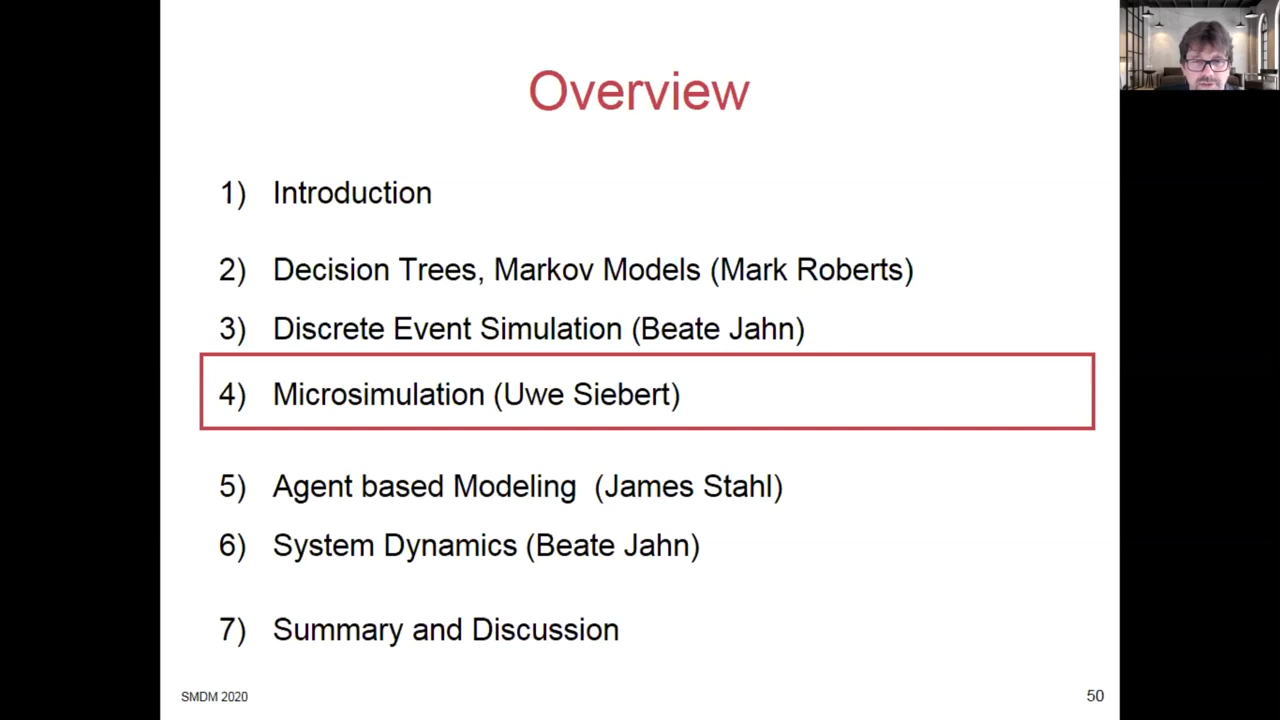 Overview
1) Introduction
2) Decision Trees, Markov Models (Mark Roberts)
3) Discrete Event Simulation (Beate Jahn)
4) Microsimulation (Uwe Siebert)
5) Agent based Modeling (James Stahl)
6) System Dynamics (Beate Jahn)
7) Summary and Discussion
SMDM 2020
50